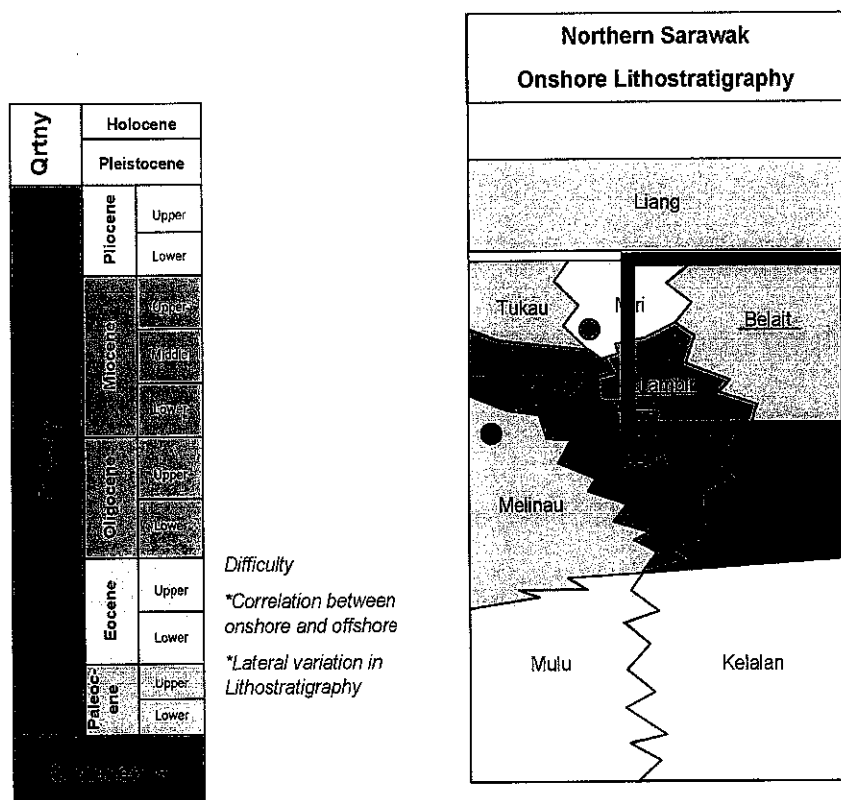 Northern Sarawak
Onshore Lithostratigraphy
Qrtny
Holocene
Pleistocene
Pliocene
Upper
Lower
Miocene
Upper
Middle
Lower
Oligocene
Upper
Lower
Eocene
Upper
Lower
Paleoc-
ene
Upper
Lower
Difficulty
*Correlation between
onshore and offshore
*Lateral variation in
Lithostratigraphy
Liang
Tukau
Miri
Belait
Lambir
Melinau
Mulu
Kelalan